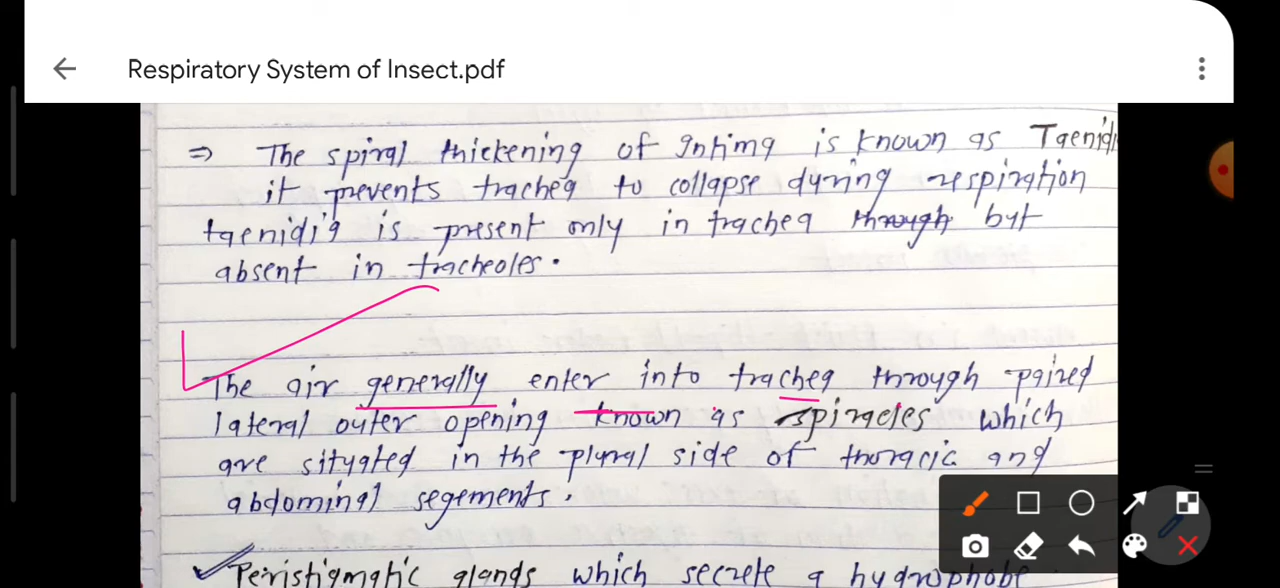 Respiratory System of Insect.pdf
⇒ The spiral thickening of Intima is known as Taenidi
it prevents trachea to collapse during respiration
taenidia is present only in trachea through but
absent in tracheoles.
The air generally enter into trachea through paired
lateral outer opening known as spiracles which
are situated in the plural side of thoracic and
abdominal segements.
Peristigmatic glands which secrete a hydrophobe